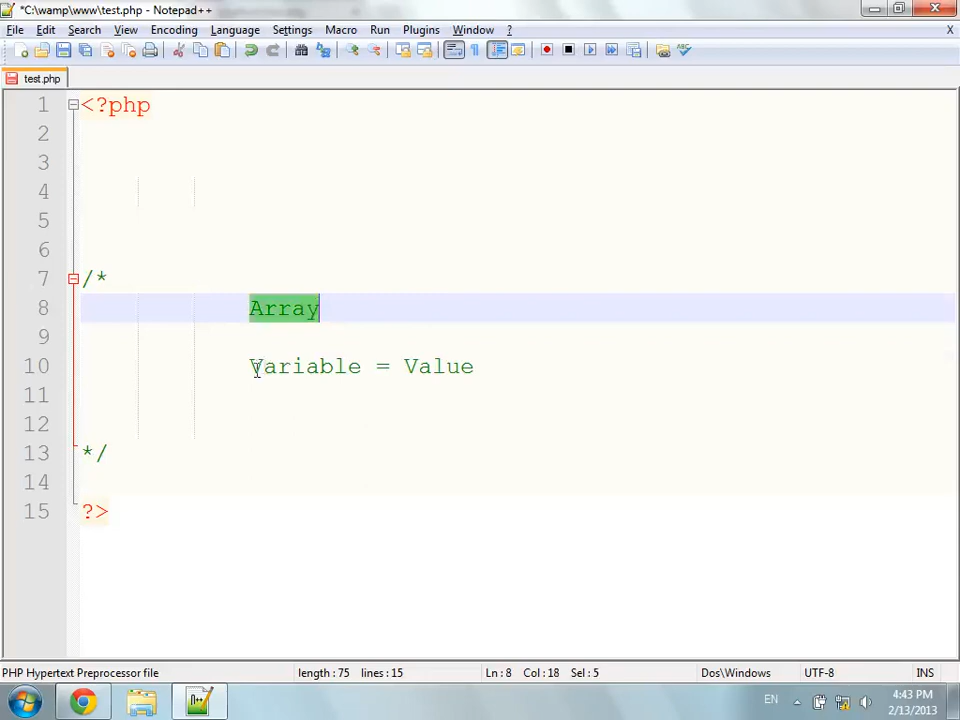 *C:\wamp\www\test.php - Notepad++
File Edit Search View Encoding Language Settings Macro Run Plugins Window ? X
test.php
1 <?php
2
3
4
5
6
7 /*
8 Array
9
10 Variable = Value
11
12
13 */
14
15 ?>
PHP Hypertext Preprocessor file length : 75 lines : 15 Ln : 8 Col : 18 Sel : 5 Dos\Windows UTF-8 INS
EN 4:43 PM
2/13/2013